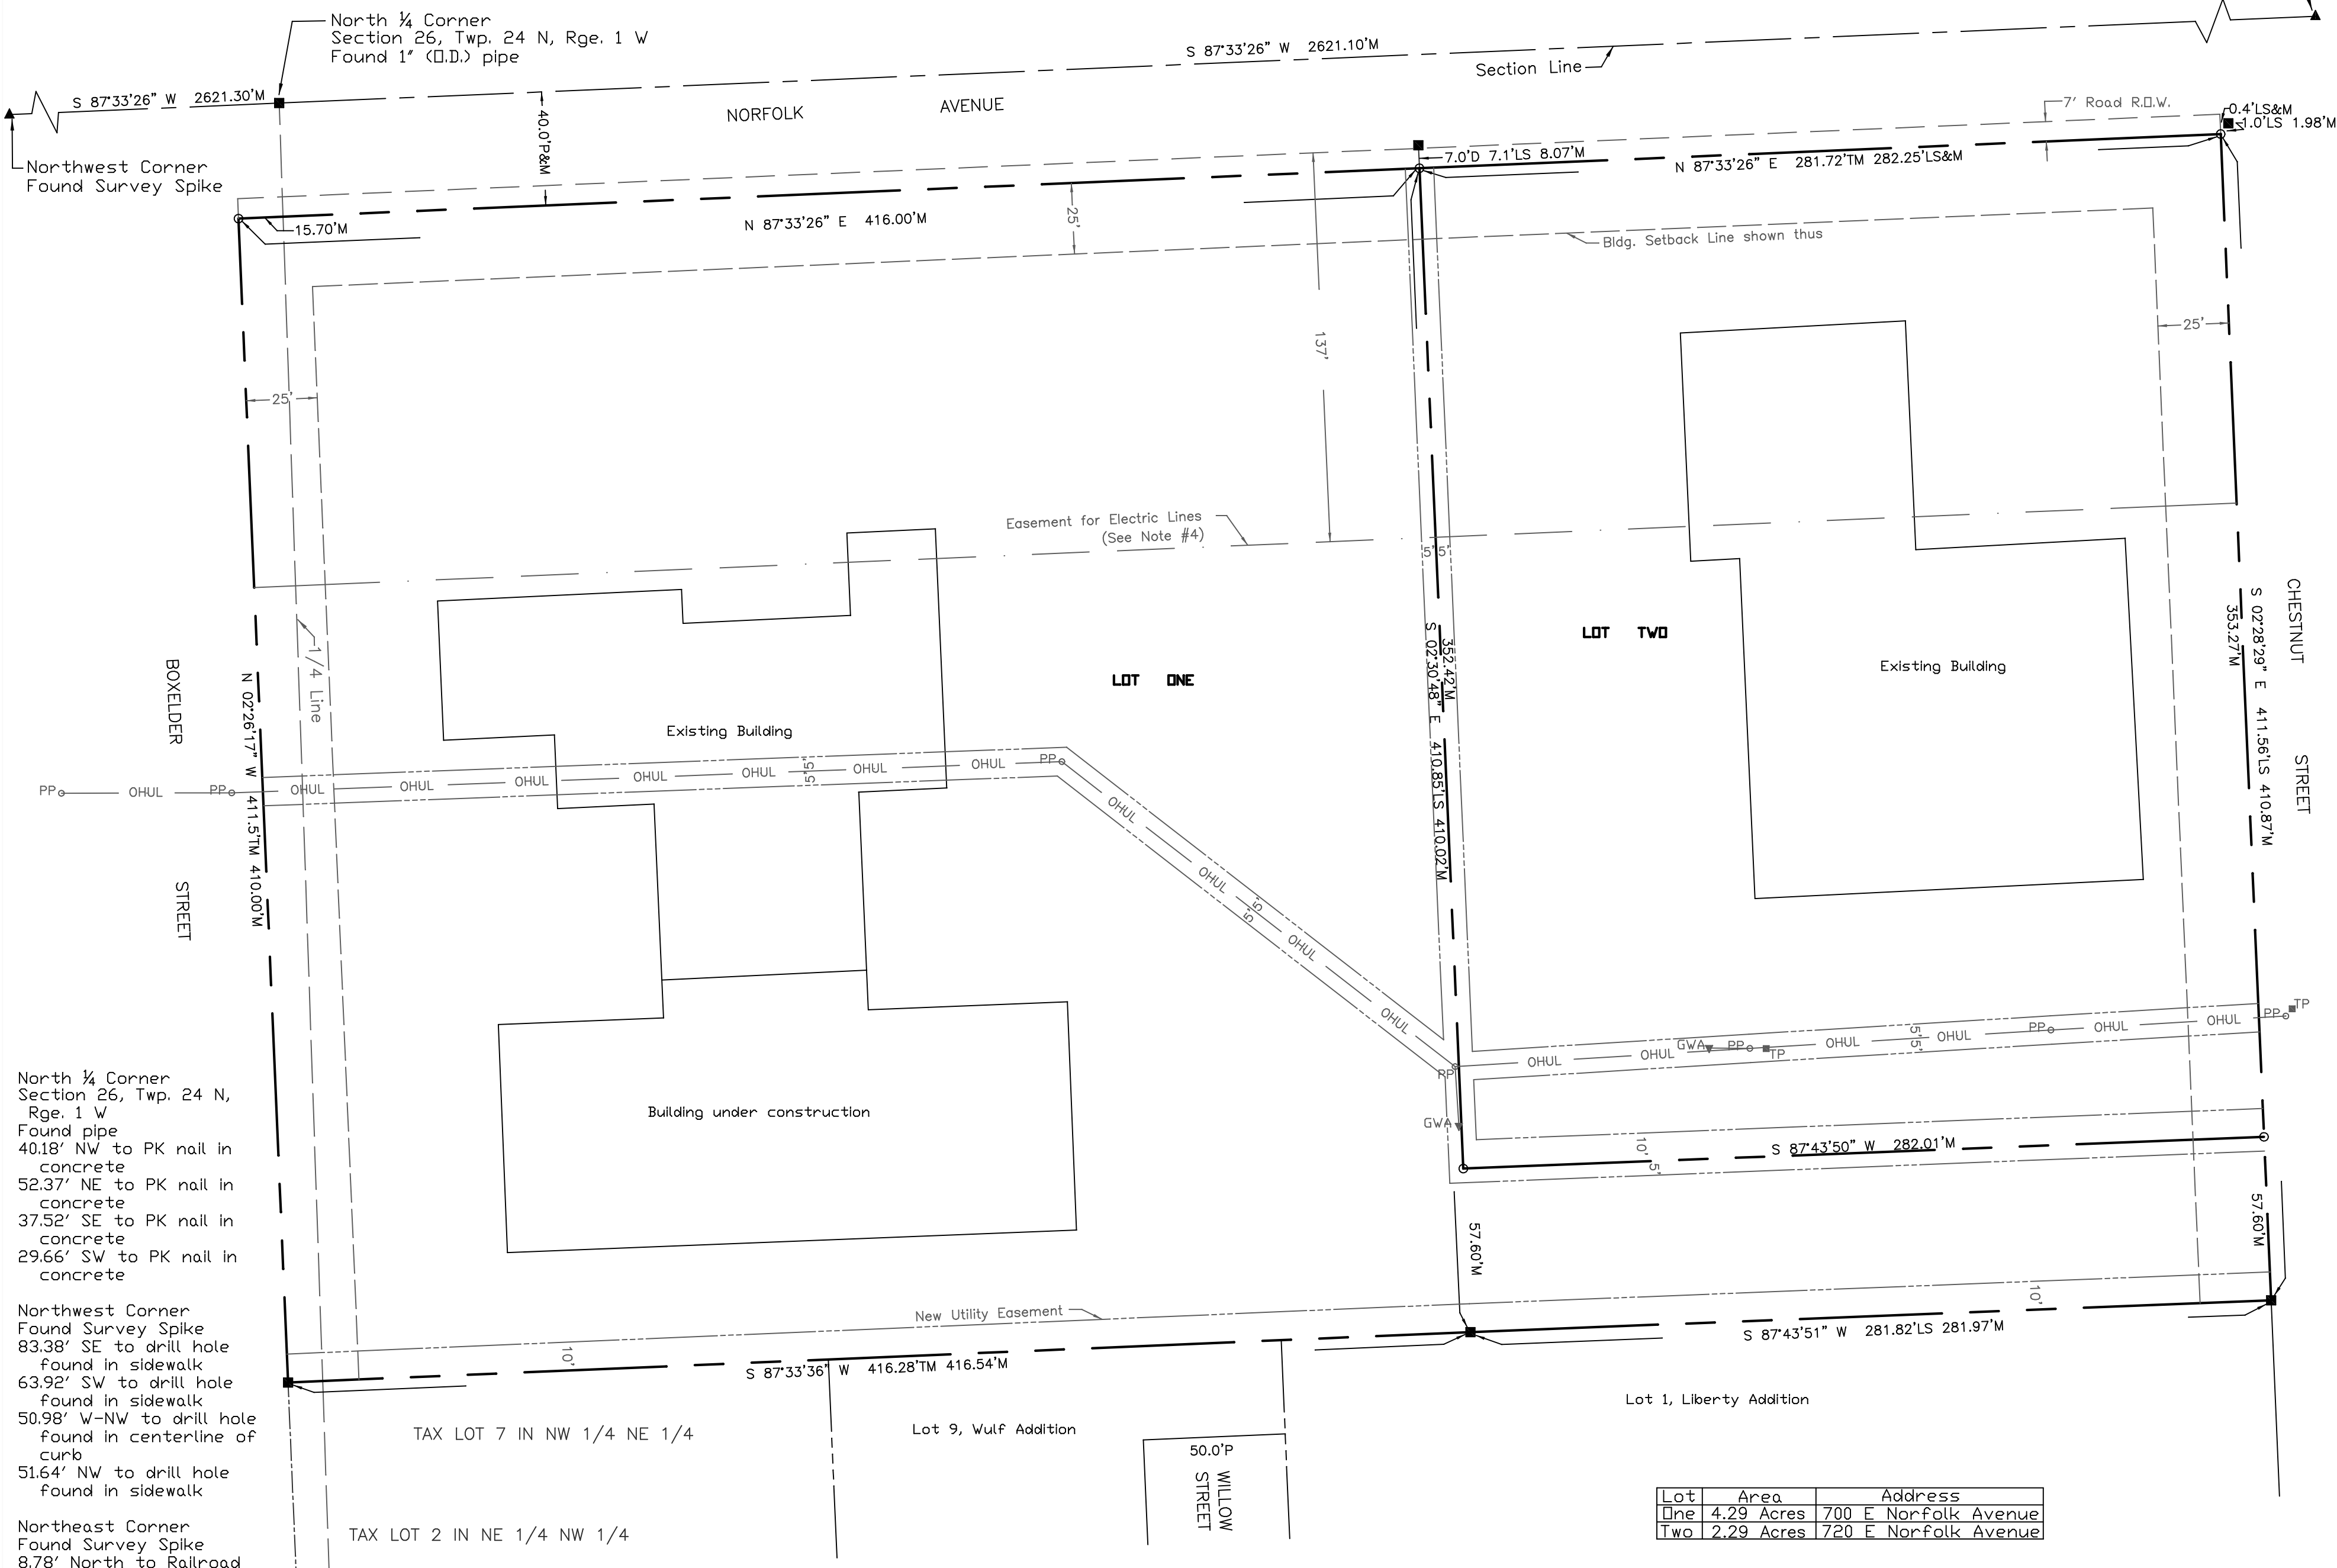 North ¼ Corner
Section 26, Twp. 24 N, Rge. 1 W
Found 1" (O.D.) pipe
S 87°33'26" W 2621.10'M
Section Line
S 87°33'26" W 2621.30'M
NORFOLK AVENUE
40.0'P&M
7' Road R.O.W.
0.4'LS&M
1.0'LS 1.98'M
Northwest Corner
Found Survey Spike
7.0'D 7.1'LS 8.07'M
N 87°33'26" E 281.72'TM 282.25'LS&M
15.70'M
N 87°33'26" E 416.00'M
25'
Bldg. Setback Line shown thus
137'
25'
25'
Easement for Electric Lines
(See Note #4)
5' 5'
LOT ONE
LOT TWO
Existing Building
Existing Building
1/4 Line
BOXELDER STREET
N 02°26'17" W 411.5'TM 410.00'M
352.42'M
S 02°30'48" E 410.85'LS 410.02'M
353.27'M
S 02°28'29" E 411.56'LS 410.87'M
CHESTNUT STREET
PP OHUL PP OHUL OHUL OHUL OHUL OHUL OHUL OHUL PP
5' 5'
OHUL
OHUL
5' 5'
OHUL
OHUL
RP
OHUL OHUL GWA PP TP OHUL OHUL PP OHUL OHUL PP TP
5' 5'
GWA
Building under construction
10' 5'
S 87°43'50" W 282.01'M
57.60'M
57.60'M
New Utility Easement
10'
10'
S 87°33'36" W 416.28'TM 416.54'M
S 87°43'51" W 281.82'LS 281.97'M
North ¼ Corner
Section 26, Twp. 24 N,
Rge. 1 W
Found pipe
40.18' NW to PK nail in
concrete
52.37' NE to PK nail in
concrete
37.52' SE to PK nail in
concrete
29.66' SW to PK nail in
concrete
Northwest Corner
Found Survey Spike
83.38' SE to drill hole
found in sidewalk
63.92' SW to drill hole
found in sidewalk
50.98' W-NW to drill hole
found in centerline of
curb
51.64' NW to drill hole
found in sidewalk
Northeast Corner
Found Survey Spike
8.78' North to Railroad
TAX LOT 7 IN NW 1/4 NE 1/4
TAX LOT 2 IN NE 1/4 NW 1/4
Lot 9, Wulf Addition
50.0'P
WILLOW
STREET
Lot 1, Liberty Addition
Lot Area Address
One 4.29 Acres 700 E Norfolk Avenue
Two 2.29 Acres 720 E Norfolk Avenue